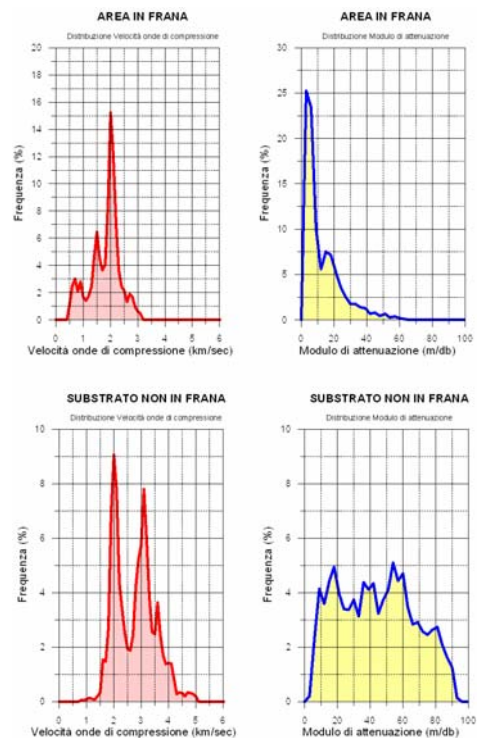 AREA IN FRANA
Distribuzione Velocità onde di compressione
Frequenza (%)
20
18
16
14
12
10
8
6
4
2
0
0 1 2 3 4 5 6
Velocità onde di compressione (km/sec)
AREA IN FRANA
Distribuzione Modulo di attenuazione
Frequenza (%)
30
25
20
15
10
5
0
0 20 40 60 80 100
Modulo di attenuazione (m/db)
SUBSTRATO NON IN FRANA
Distribuzione Velocità onde di compressione
Frequenza (%)
10
8
6
4
2
0
0 1 2 3 4 5 6
Velocità onde di compressione (km/sec)
SUBSTRATO NON IN FRANA
Distribuzione Modulo di attenuazione
Frequenza (%)
10
8
6
4
2
0
0 20 40 60 80 100
Modulo di attenuazione (m/db)